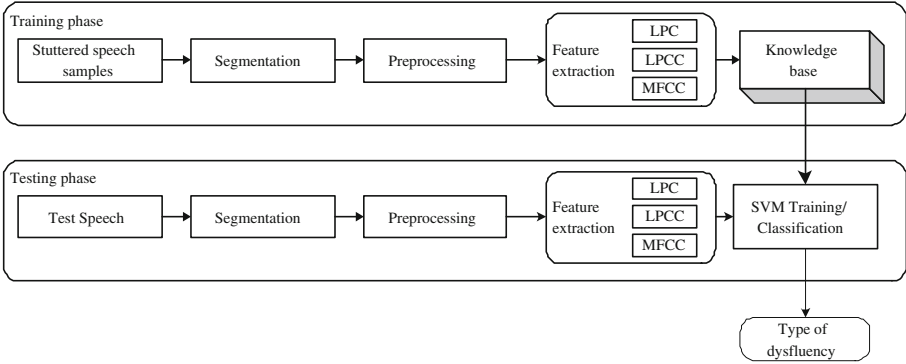 Training phase
Stuttered speech
samples
Segmentation
Preprocessing
Feature
extraction
LPC
LPCC
MFCC
Knowledge
base
Testing phase
Test Speech
Segmentation
Preprocessing
Feature
extraction
LPC
LPCC
MFCC
SVM Training/
Classification
Type of
dysfluency